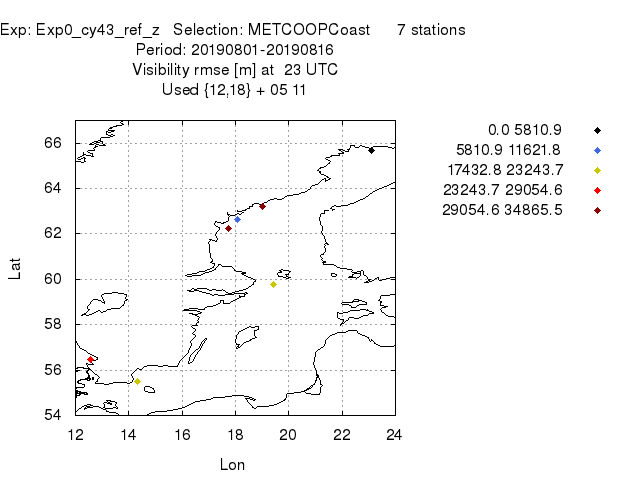 Exp: Exp0_cy43_ref_z Selection: METCOOPCoast 7 stations
Period: 20190801-20190816
Visibility rmse [m] at 23 UTC
Used {12,18} + 05 11
0.0 5810.9
5810.9 11621.8
17432.8 23243.7
23243.7 29054.6
29054.6 34865.5
66
64
62
60
58
56
54
Lat
12 14 16 18 20 22 24
Lon